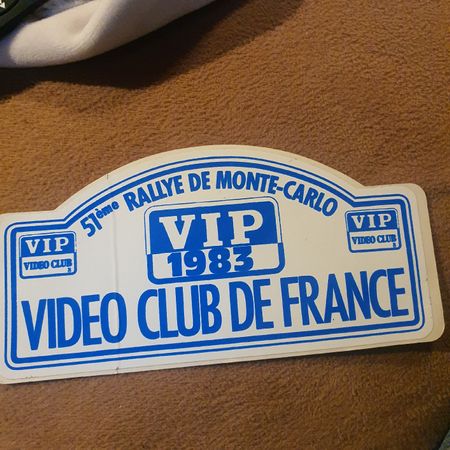 51ème RALLYE DE MONTE-CARLO
VIP
1983
VIP
VIDEO CLUB
VIP
VIDEO CLUB
VIDEO CLUB DE FRANCE